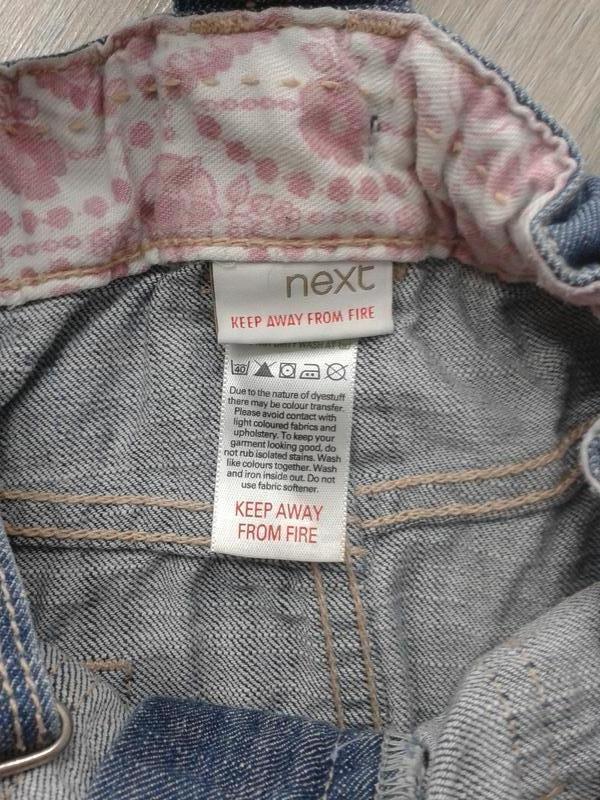 next
KEEP AWAY FROM FIRE
WASH AT
40
Due to the nature of dyestuff
there may be colour transfer.
Please avoid contact with
light coloured fabrics and
upholstery. To keep your
garment looking good, do
not rub isolated stains. Wash
like colours together. Wash
and iron inside out. Do not
use fabric softener.
KEEP AWAY
FROM FIRE